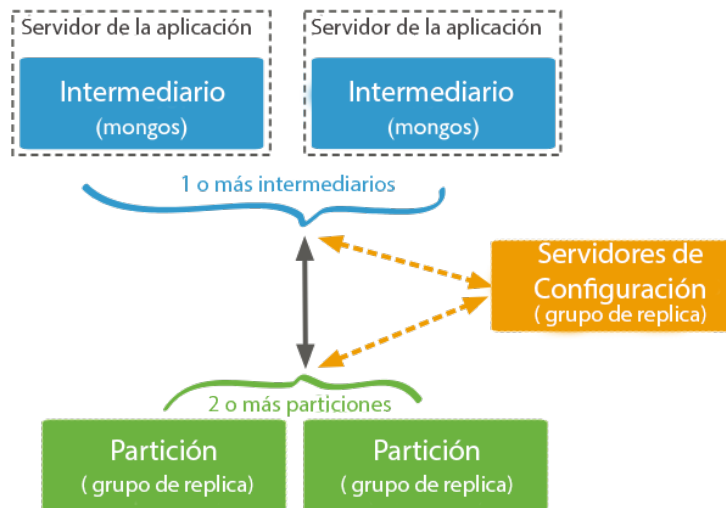 Servidor de la aplicación
Intermediario
(mongos)
Servidor de la aplicación
Intermediario
(mongos)
1 o más intermediarios
Servidores de
Configuración
( grupo de replica)
2 o más particiones
Partición
( grupo de replica)
Partición
( grupo de replica)